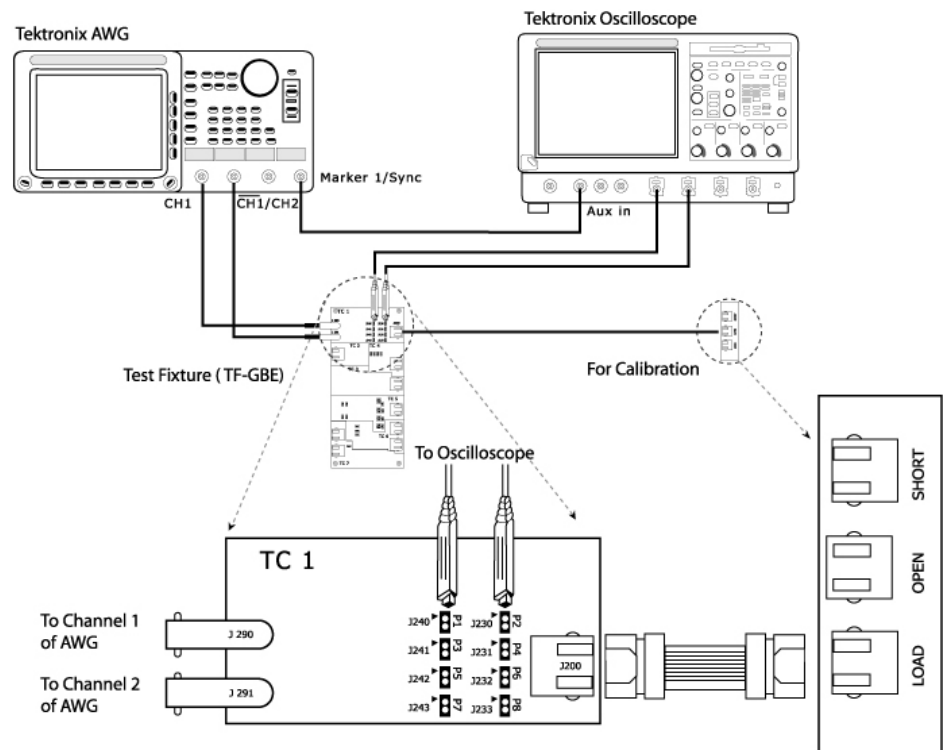 Tektronix AWG
Tektronix Oscilloscope
Marker 1/Sync
CH1
CH1/CH2
Aux in
TC 1
Test Fixture ( TF-GBE)
For Calibration
To Oscilloscope
TC 1
To Channel 1
of AWG
J 290
To Channel 2
of AWG
J 291
J240 P1
J230 P2
J241 P3
J231 P4
J242 P5
J232 P6
J243 P7
J233 P8
J200
SHORT
OPEN
LOAD